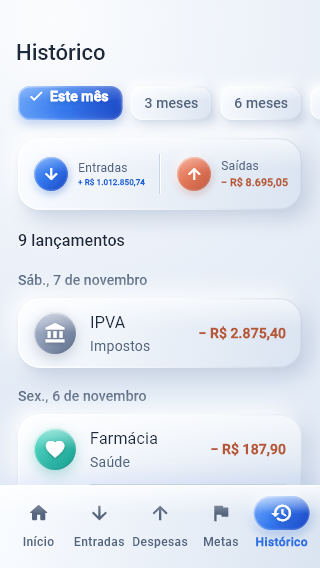 Histórico
Este mês
3 meses
6 meses
Entradas
+ R$ 1.012.850,74
Saídas
− R$ 8.695,05
9 lançamentos
Sáb., 7 de novembro
IPVA
Impostos
− R$ 2.875,40
Sex., 6 de novembro
Farmácia
Saúde
− R$ 187,90
Início
Entradas
Despesas
Metas
Histórico